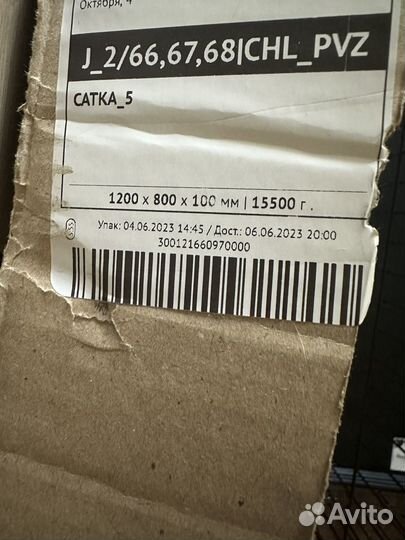 Октября, 4
J_2/66,67,68|CHL_PVZ
САТКА_5
1200 x 800 x 100 мм | 15500 г.
Упак: 04.06.2023 14:45 / Дост.: 06.06.2023 20:00
300121660970000
Avito